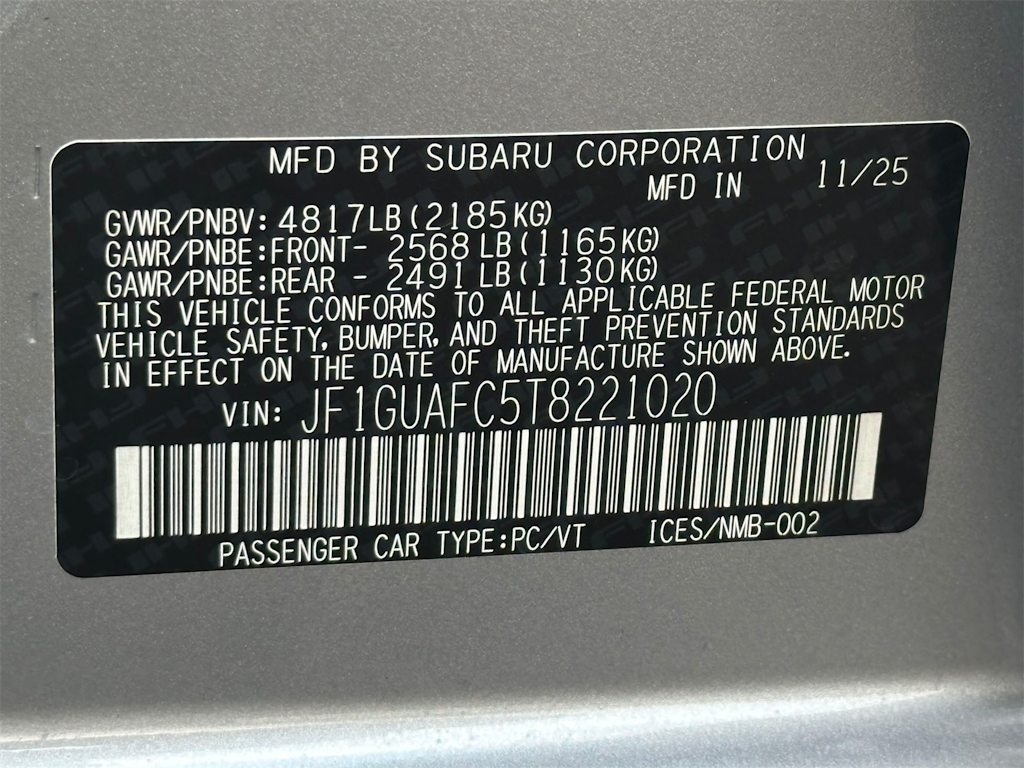 MFD BY SUBARU CORPORATION
MFD IN 11/25
GVWR/PNBV: 4817LB(2185KG)
GAWR/PNBE:FRONT- 2568 LB(1165KG)
GAWR/PNBE:REAR - 2491 LB(1130KG)
THIS VEHICLE CONFORMS TO ALL APPLICABLE FEDERAL MOTOR
VEHICLE SAFETY, BUMPER, AND THEFT PREVENTION STANDARDS
IN EFFECT ON THE DATE OF MANUFACTURE SHOWN ABOVE.
VIN: JF1GUAFC5T8221020
PASSENGER CAR TYPE:PC/VT ICES/NMB-002